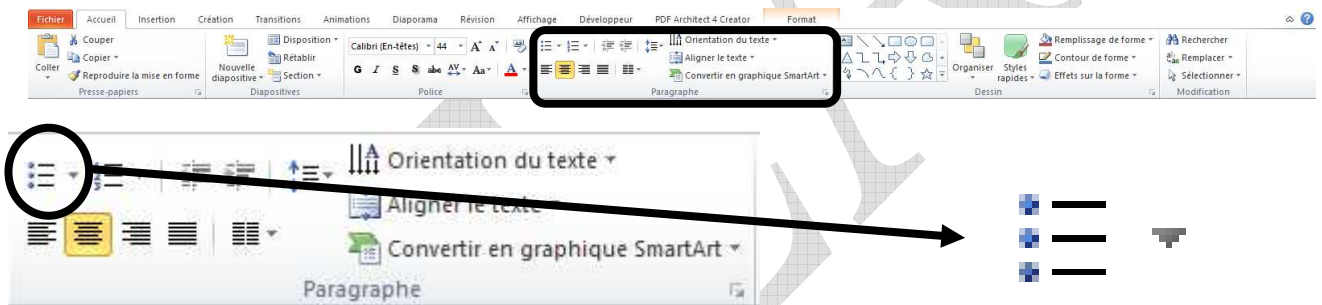 Fichier Accueil Insertion Création Transitions Animations Diaporama Révision Affichage Développeur PDF Architect 4 Creator Format
Coller
Couper
Copier
Reproduire la mise en forme
Presse-papiers
Nouvelle diapositive
Disposition
Rétablir
Section
Diapositives
Calibri (En-têtes) 44 A A
G I S S abc AV Aa A
Police
Orientation du texte
Aligner le texte
Convertir en graphique SmartArt
Paragraphe
Organiser
Styles rapides
Remplissage de forme
Contour de forme
Effets sur la forme
Dessin
Rechercher
Remplacer
Sélectionner
Modification
Orientation du texte
Aligner le texte
Convertir en graphique SmartArt
Paragraphe